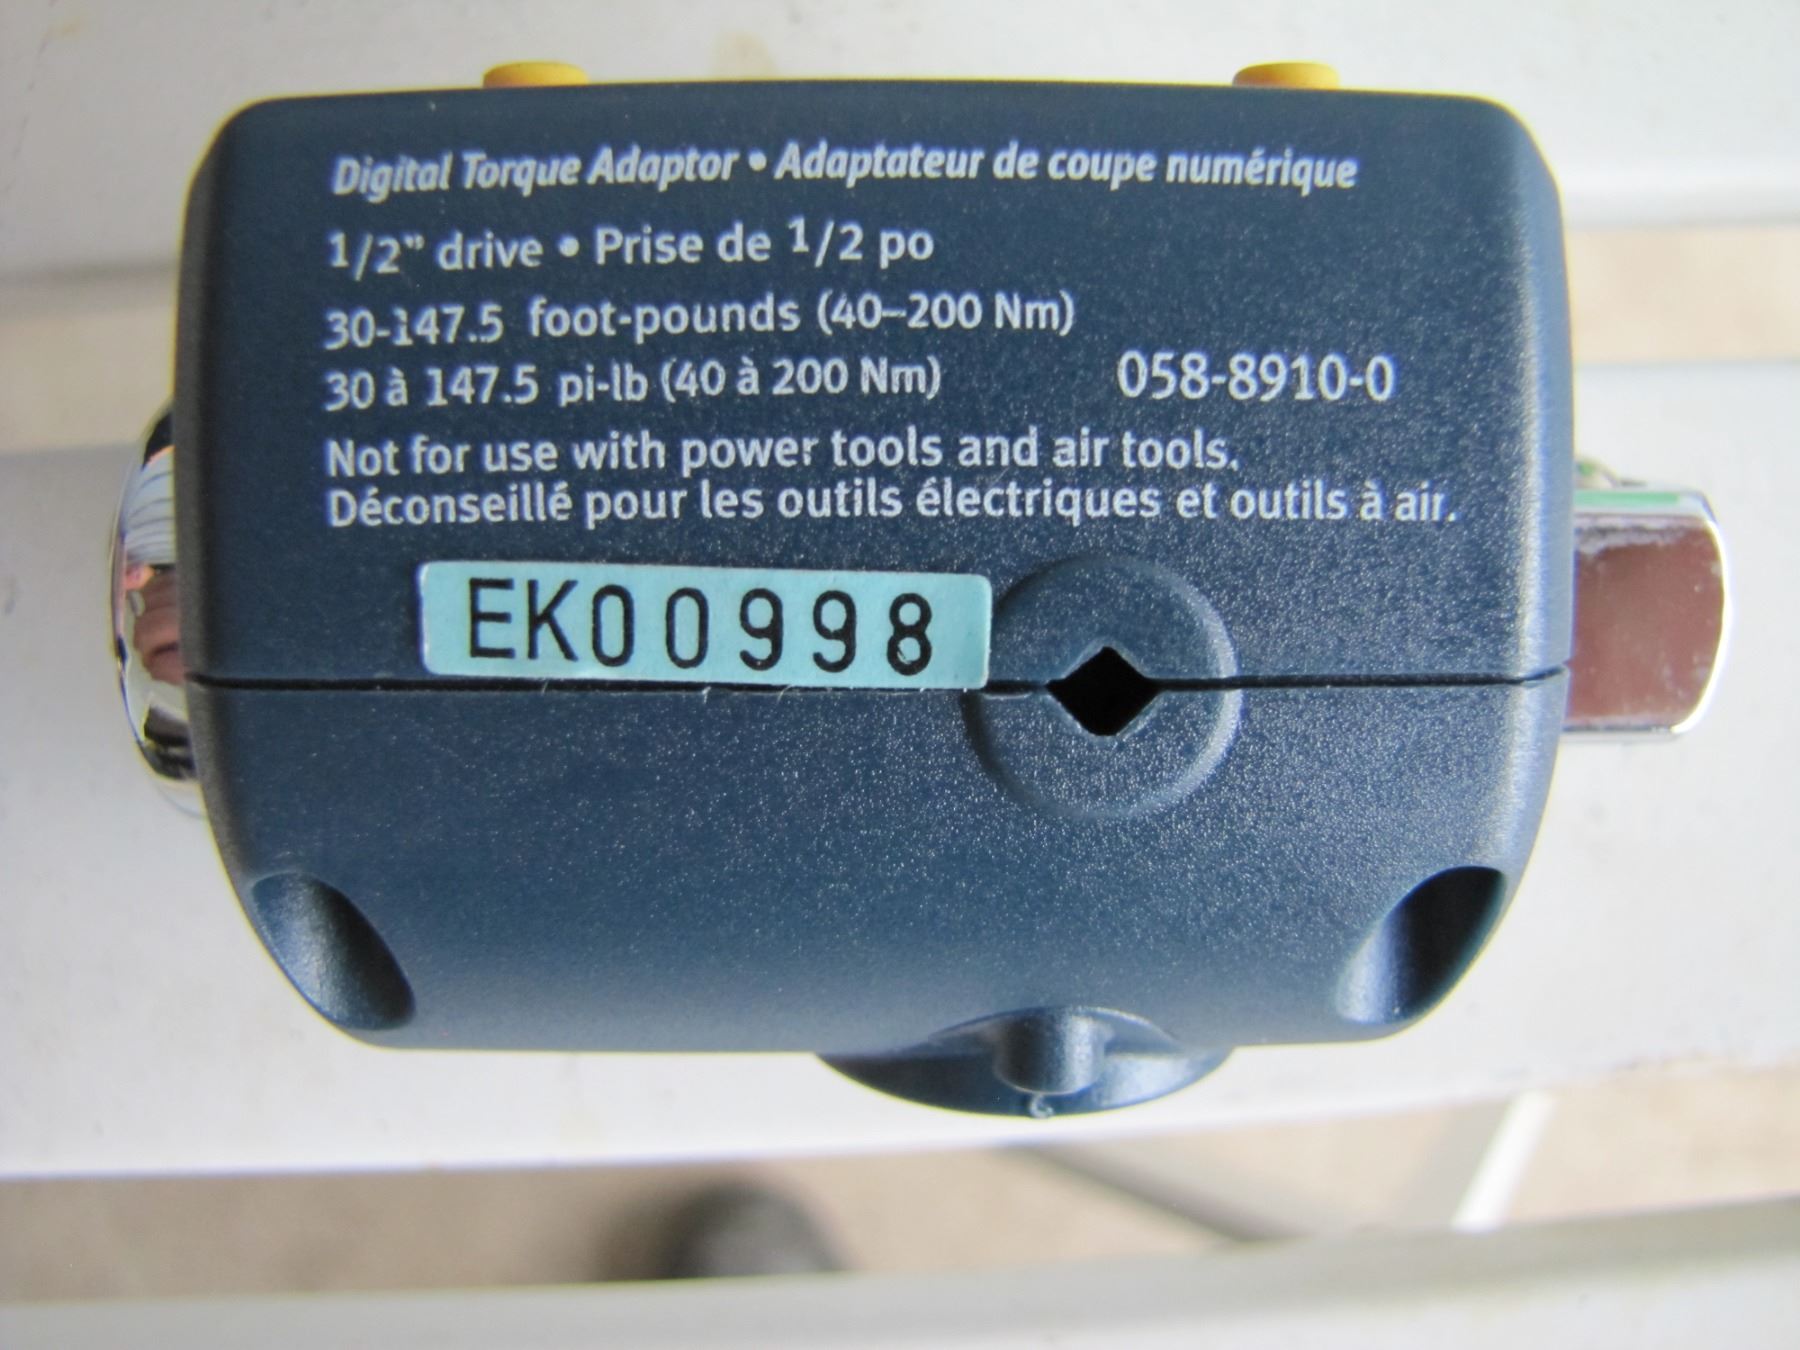 Digital Torque Adaptor • Adaptateur de coupe numérique
1/2" drive • Prise de 1/2 po
30-147.5 foot-pounds (40–200 Nm)
30 à 147.5 pi-lb (40 à 200 Nm) 058-8910-0
Not for use with power tools and air tools.
Déconseillé pour les outils électriques et outils à air.
EK00998